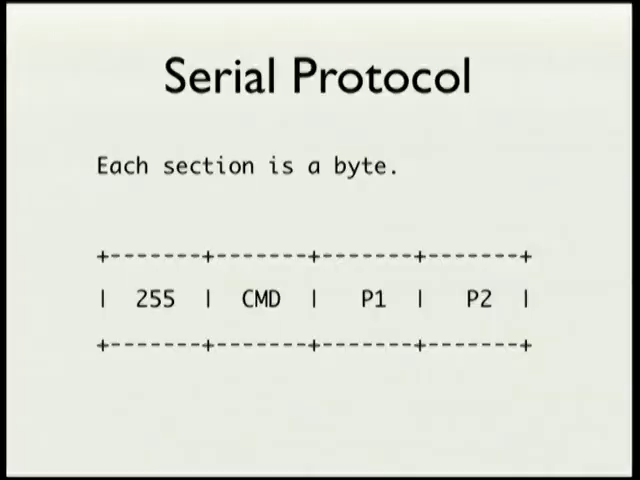 Serial Protocol
Each section is a byte.
+-------+-------+-------+-------+
|  255  |  CMD  |   P1  |   P2  |
+-------+-------+-------+-------+